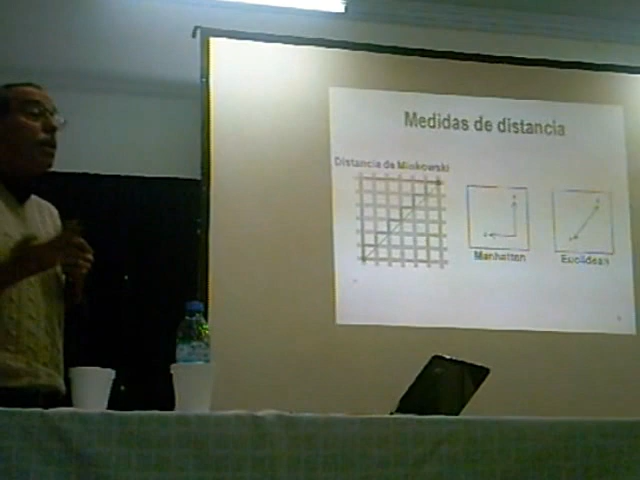 Medidas de distancia
Distancia de Minkowski
Manhattan
Euclidean